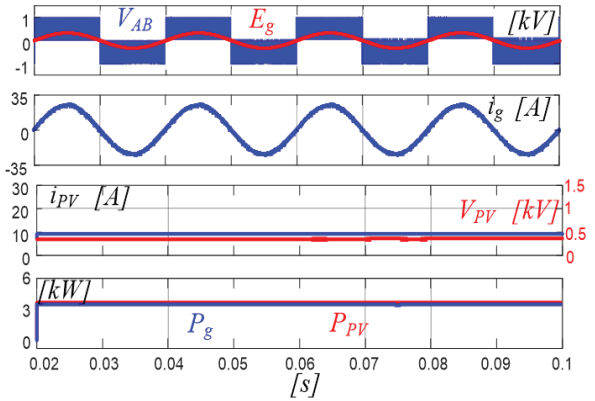 1 V_AB E_g [kV]
0
-1
35 i_g [A]
0
-35
30 i_PV [A] 1.5
20 V_PV [kV] 1
10 0.5
0 0
6 [kW]
3 P_g P_PV
0
0.02 0.03 0.04 0.05 0.06 0.07 0.08 0.09 0.1
[s]